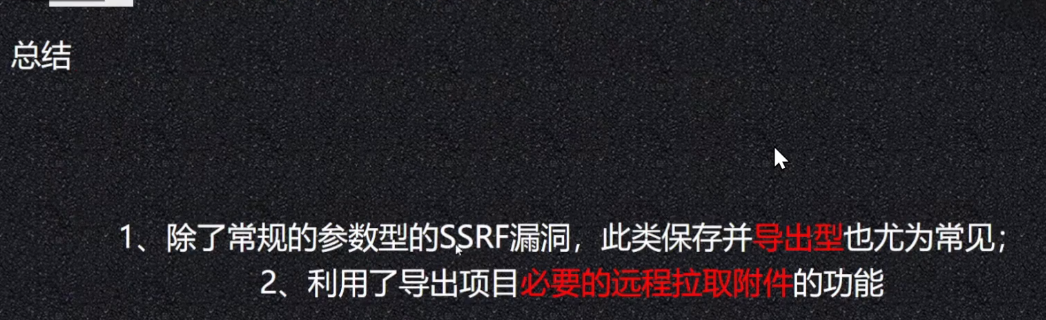 总结
1、除了常规的参数型的SSRF漏洞，此类保存并导出型也尤为常见；
2、利用了导出项目必要的远程拉取附件的功能